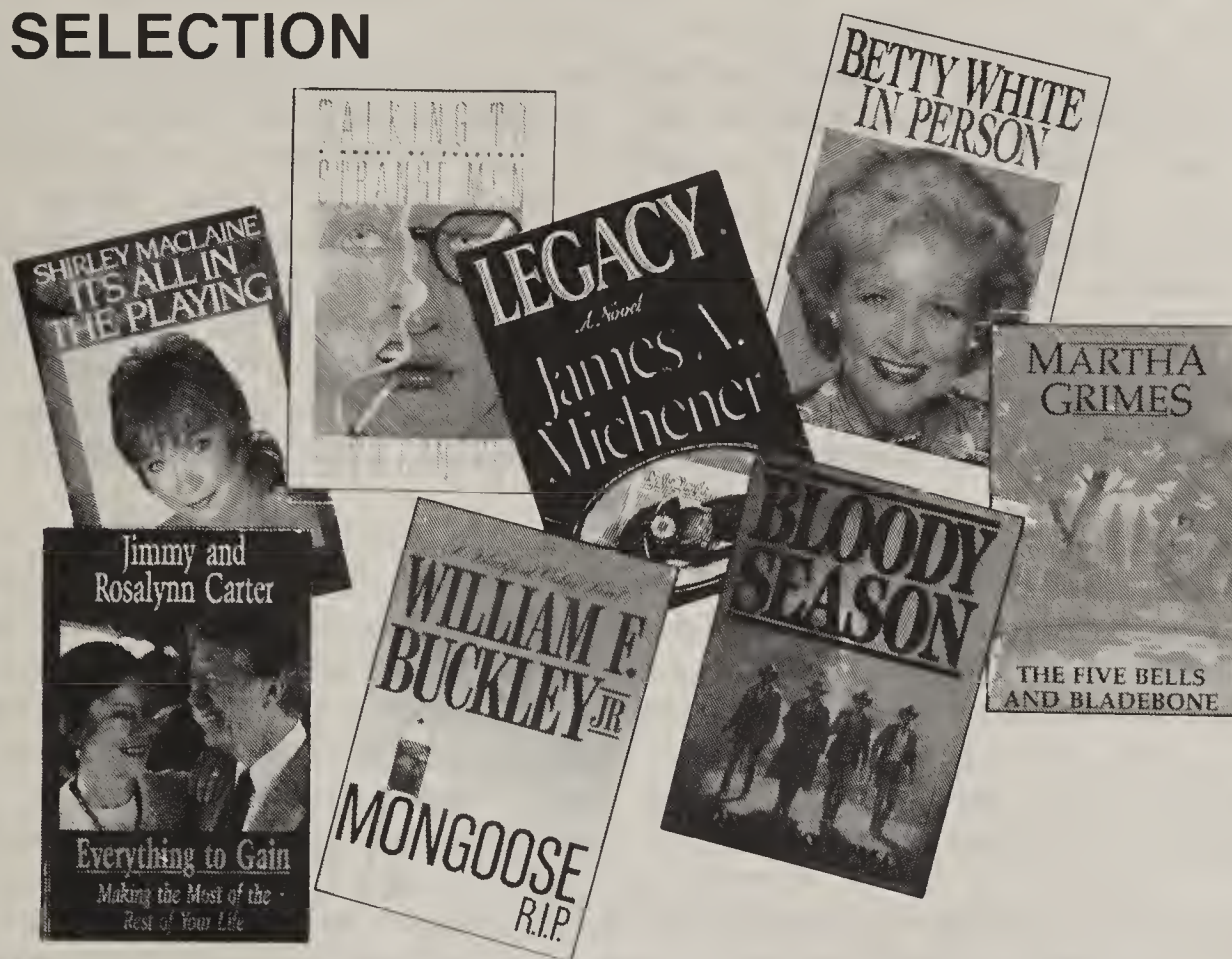 SELECTION
SHIRLEY MACLAINE
IT'S ALL IN
THE PLAYING
TALKING TO
STRANGE MEN
LEGACY
A Novel
James A.
Michener
BETTY WHITE
IN PERSON
MARTHA
GRIMES
THE FIVE BELLS
AND BLADEBONE
Jimmy and
Rosalynn Carter
Everything to Gain
Making the Most of the
Rest of Your Life
WILLIAM F.
BUCKLEY JR
MONGOOSE
R.I.P.
BLOODY
SEASON